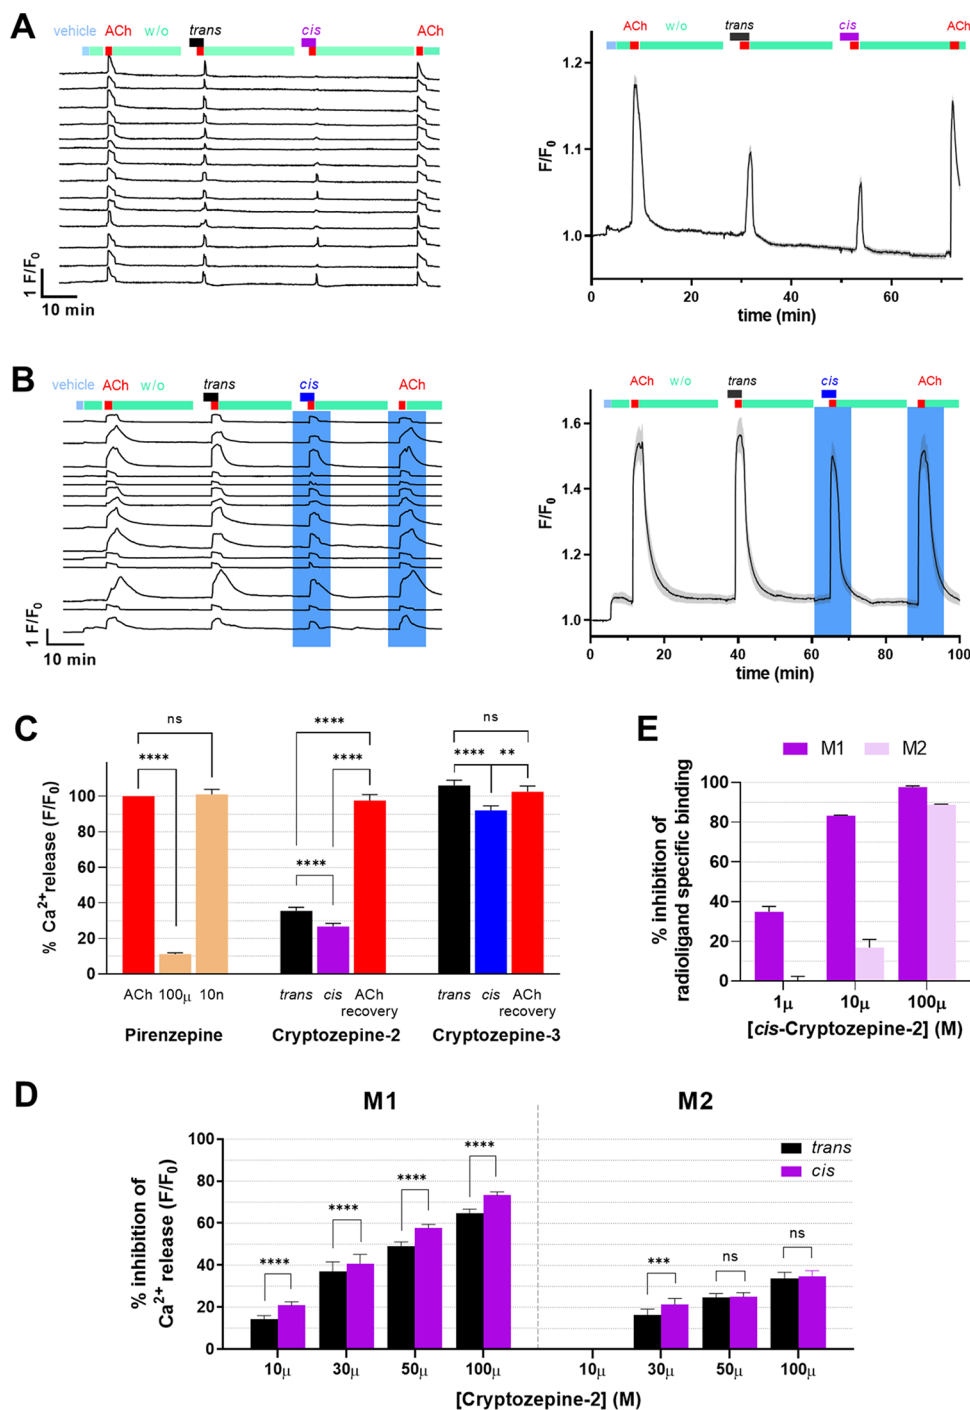 A
vehicle ACh w/o trans cis ACh
1 F/F0
10 min
ACh w/o trans cis ACh
1.2
1.1
1.0
F/F0
0 20 40 60
time (min)
B
vehicle ACh w/o trans cis ACh
1 F/F0
10 min
ACh w/o trans cis ACh
1.6
1.4
1.2
1.0
F/F0
0 20 40 60 80 100
time (min)
C
ns
****
****
****
****
ns
**** **
100
80
60
40
20
0
% Ca2+release (F/F0)
ACh 100µ 10n
Pirenzepine
trans cis ACh
recovery
Cryptozepine-2
trans cis ACh
recovery
Cryptozepine-3
E
M1 M2
100
80
60
40
20
0
% inhibition of
radioligand specific binding
1µ 10µ 100µ
[cis-Cryptozepine-2] (M)
D
M1 M2
trans
cis
100
80
60
40
20
0
% inhibition of
Ca2+ release (F/F0)
**** **** **** **** *** ns ns
10µ 30µ 50µ 100µ 10µ 30µ 50µ 100µ
[Cryptozepine-2] (M)